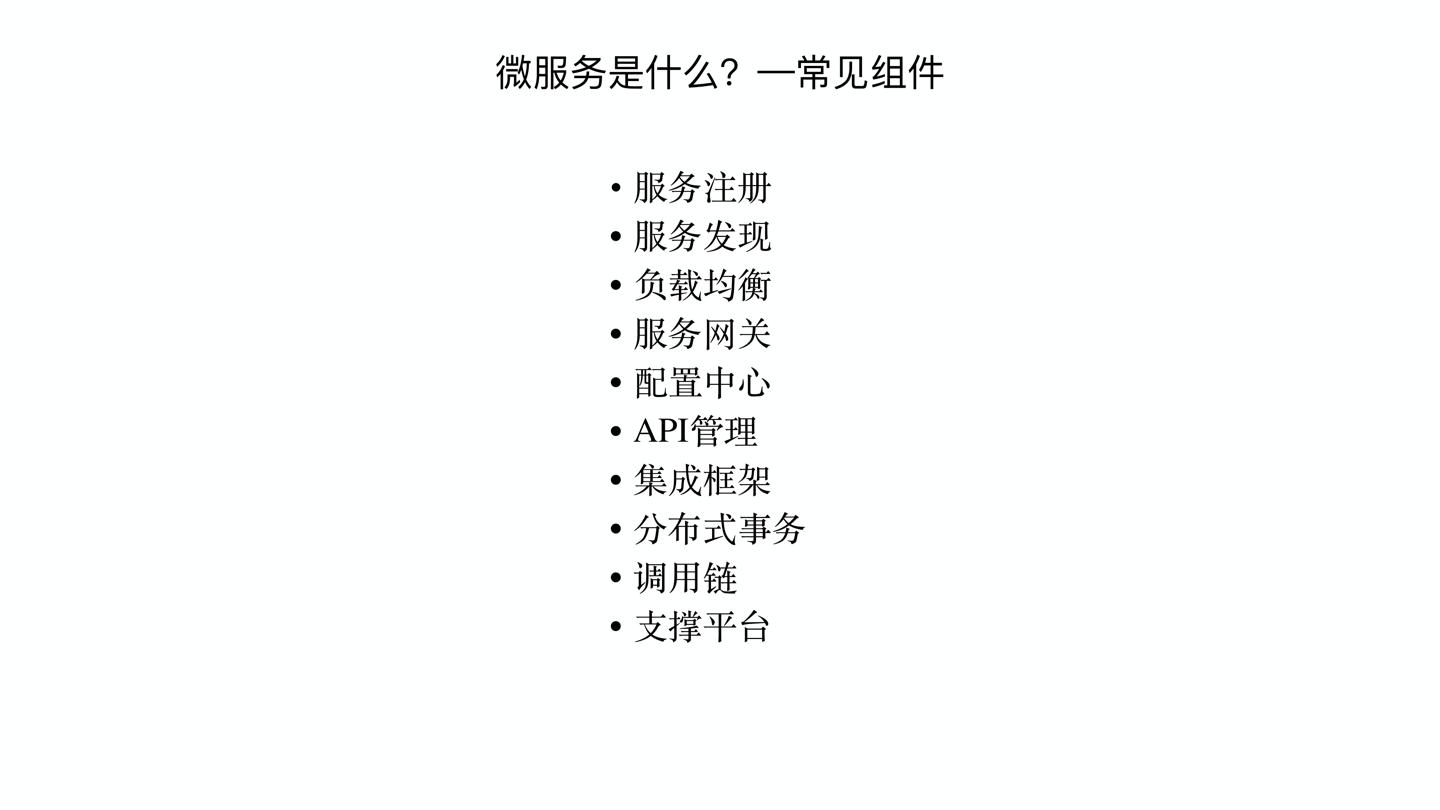 微服务是什么？—常见组件
• 服务注册
• 服务发现
• 负载均衡
• 服务网关
• 配置中心
• API管理
• 集成框架
• 分布式事务
• 调用链
• 支撑平台